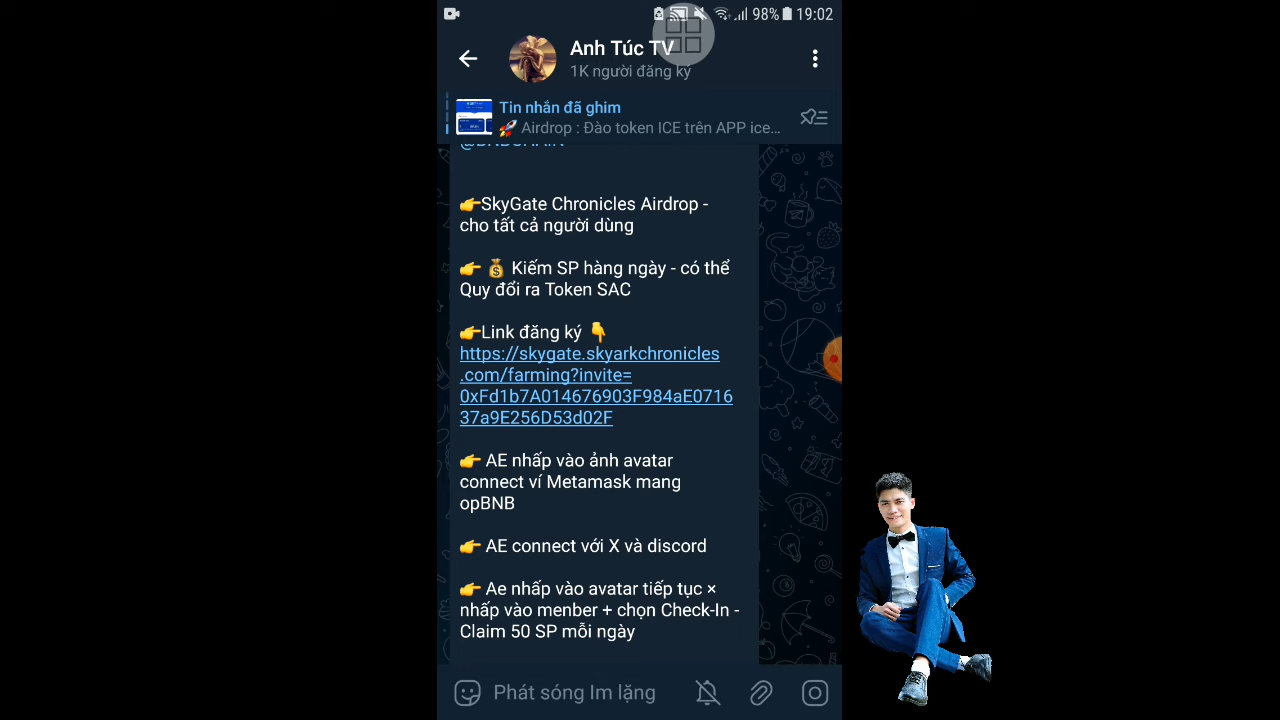 98% 19:02
Anh Túc TV
1K người đăng ký
Tin nhắn đã ghim
🚀 Airdrop : Đào token ICE trên APP ice…
@BNBCHAIN
👉SkyGate Chronicles Airdrop -
cho tất cả người dùng
👉 💰 Kiếm SP hàng ngày - có thể
Quy đổi ra Token SAC
👉Link đăng ký 👇
https://skygate.skyarkchronicles
.com/farming?invite=
0xFd1b7A014676903F984aE0716
37a9E256D53d02F
👉 AE nhấp vào ảnh avatar
connect ví Metamask mang
opBNB
👉 AE connect với X và discord
👉 Ae nhấp vào avatar tiếp tục ×
nhấp vào menber + chọn Check-In -
Claim 50 SP mỗi ngày
Phát sóng Im lặng